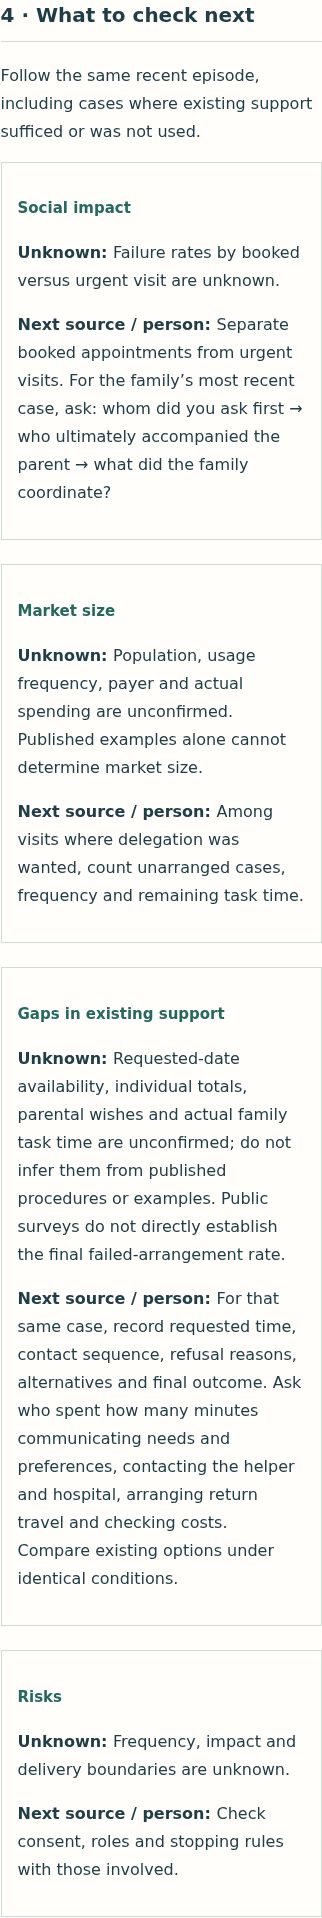 4 · What to check next
Follow the same recent episode,
including cases where existing support
sufficed or was not used.
Social impact
Unknown: Failure rates by booked
versus urgent visit are unknown.
Next source / person: Separate
booked appointments from urgent
visits. For the family’s most recent
case, ask: whom did you ask first →
who ultimately accompanied the
parent → what did the family
coordinate?
Market size
Unknown: Population, usage
frequency, payer and actual
spending are unconfirmed.
Published examples alone cannot
determine market size.
Next source / person: Among
visits where delegation was
wanted, count unarranged cases,
frequency and remaining task time.
Gaps in existing support
Unknown: Requested-date
availability, individual totals,
parental wishes and actual family
task time are unconfirmed; do not
infer them from published
procedures or examples. Public
surveys do not directly establish
the final failed-arrangement rate.
Next source / person: For that
same case, record requested time,
contact sequence, refusal reasons,
alternatives and final outcome. Ask
who spent how many minutes
communicating needs and
preferences, contacting the helper
and hospital, arranging return
travel and checking costs.
Compare existing options under
identical conditions.
Risks
Unknown: Frequency, impact and
delivery boundaries are unknown.
Next source / person: Check
consent, roles and stopping rules
with those involved.